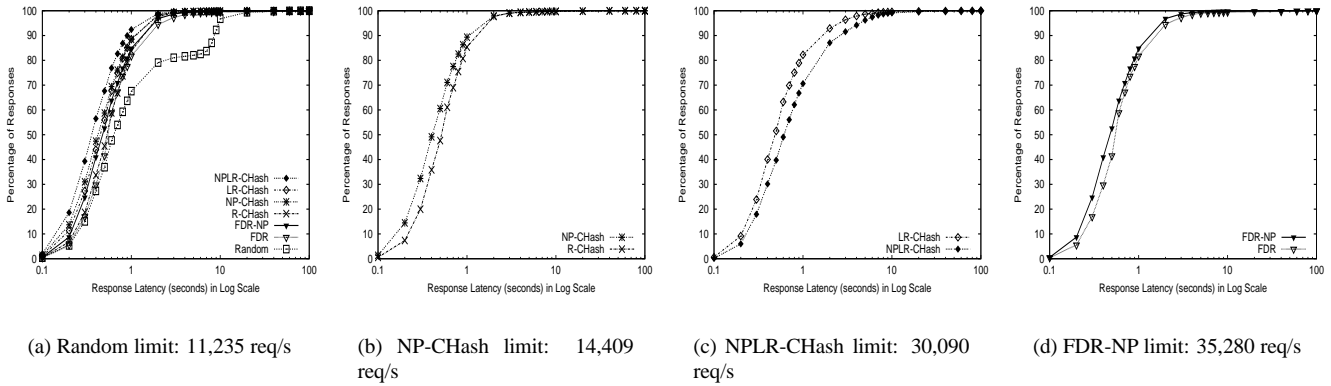 Percentage of Responses
100
90
80
70
60
50
40
30
20
10
0
NPLR-CHash
LR-CHash
NP-CHash
R-CHash
FDR-NP
FDR
Random
0.1 1 10 100
Response Latency (seconds) in Log Scale
(a) Random limit: 11,235 req/s
Percentage of Responses
100
90
80
70
60
50
40
30
20
10
0
NP-CHash
R-CHash
0.1 1 10 100
Response Latency (seconds) in Log Scale
(b) NP-CHash limit: 14,409
req/s
Percentage of Responses
100
90
80
70
60
50
40
30
20
10
0
LR-CHash
NPLR-CHash
0.1 1 10 100
Response Latency (seconds) in Log Scale
(c) NPLR-CHash limit: 30,090
req/s
Percentage of Responses
100
90
80
70
60
50
40
30
20
10
0
FDR-NP
FDR
0.1 1 10 100
Response Latency (seconds) in Log Scale
(d) FDR-NP limit: 35,280 req/s